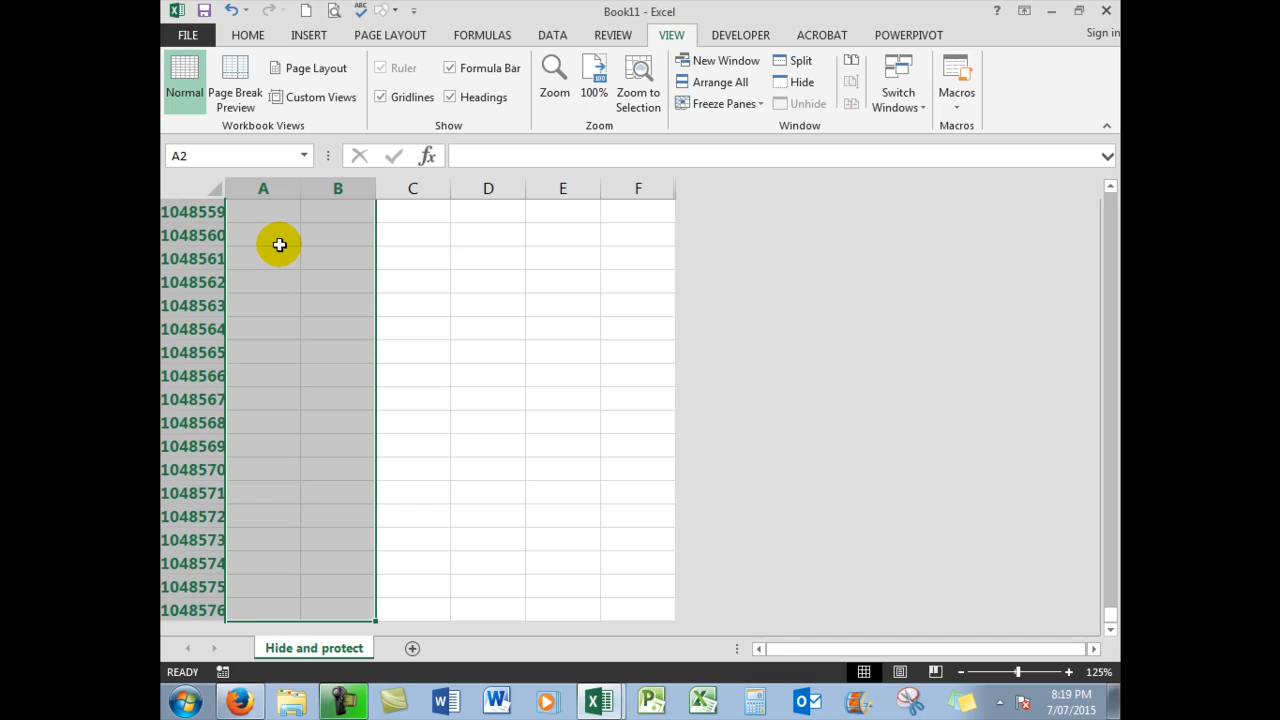 Book11 - Excel
FILE HOME INSERT PAGE LAYOUT FORMULAS DATA REVIEW VIEW DEVELOPER ACROBAT POWERPIVOT Sign in
Normal Page Break Preview Page Layout Custom Views
Workbook Views
Ruler Formula Bar
Gridlines Headings
Show
Zoom 100% Zoom to Selection
Zoom
New Window Split
Arrange All Hide
Freeze Panes Unhide
Switch Windows
Window
Macros
Macros
A2 fx
A B C D E F
1048559
1048560
1048561
1048562
1048563
1048564
1048565
1048566
1048567
1048568
1048569
1048570
1048571
1048572
1048573
1048574
1048575
1048576
Hide and protect
READY 125%
8:19 PM
7/07/2015